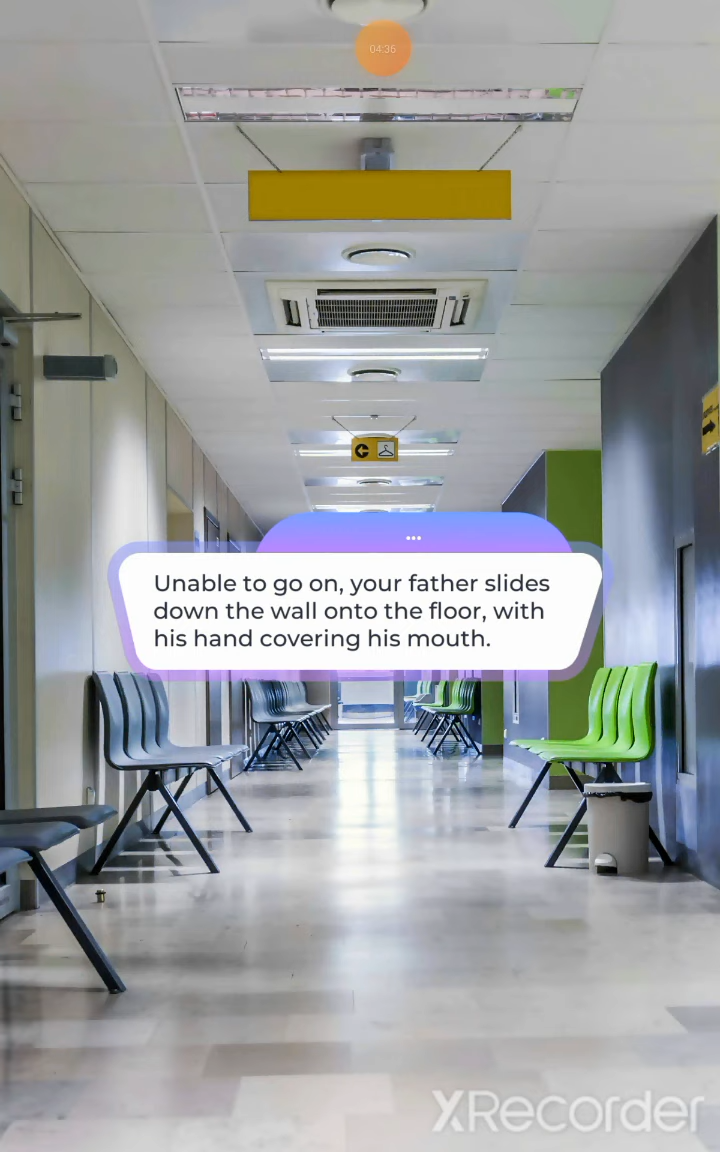 04:36
...
Unable to go on, your father slides
down the wall onto the floor, with
his hand covering his mouth.
XRecorder